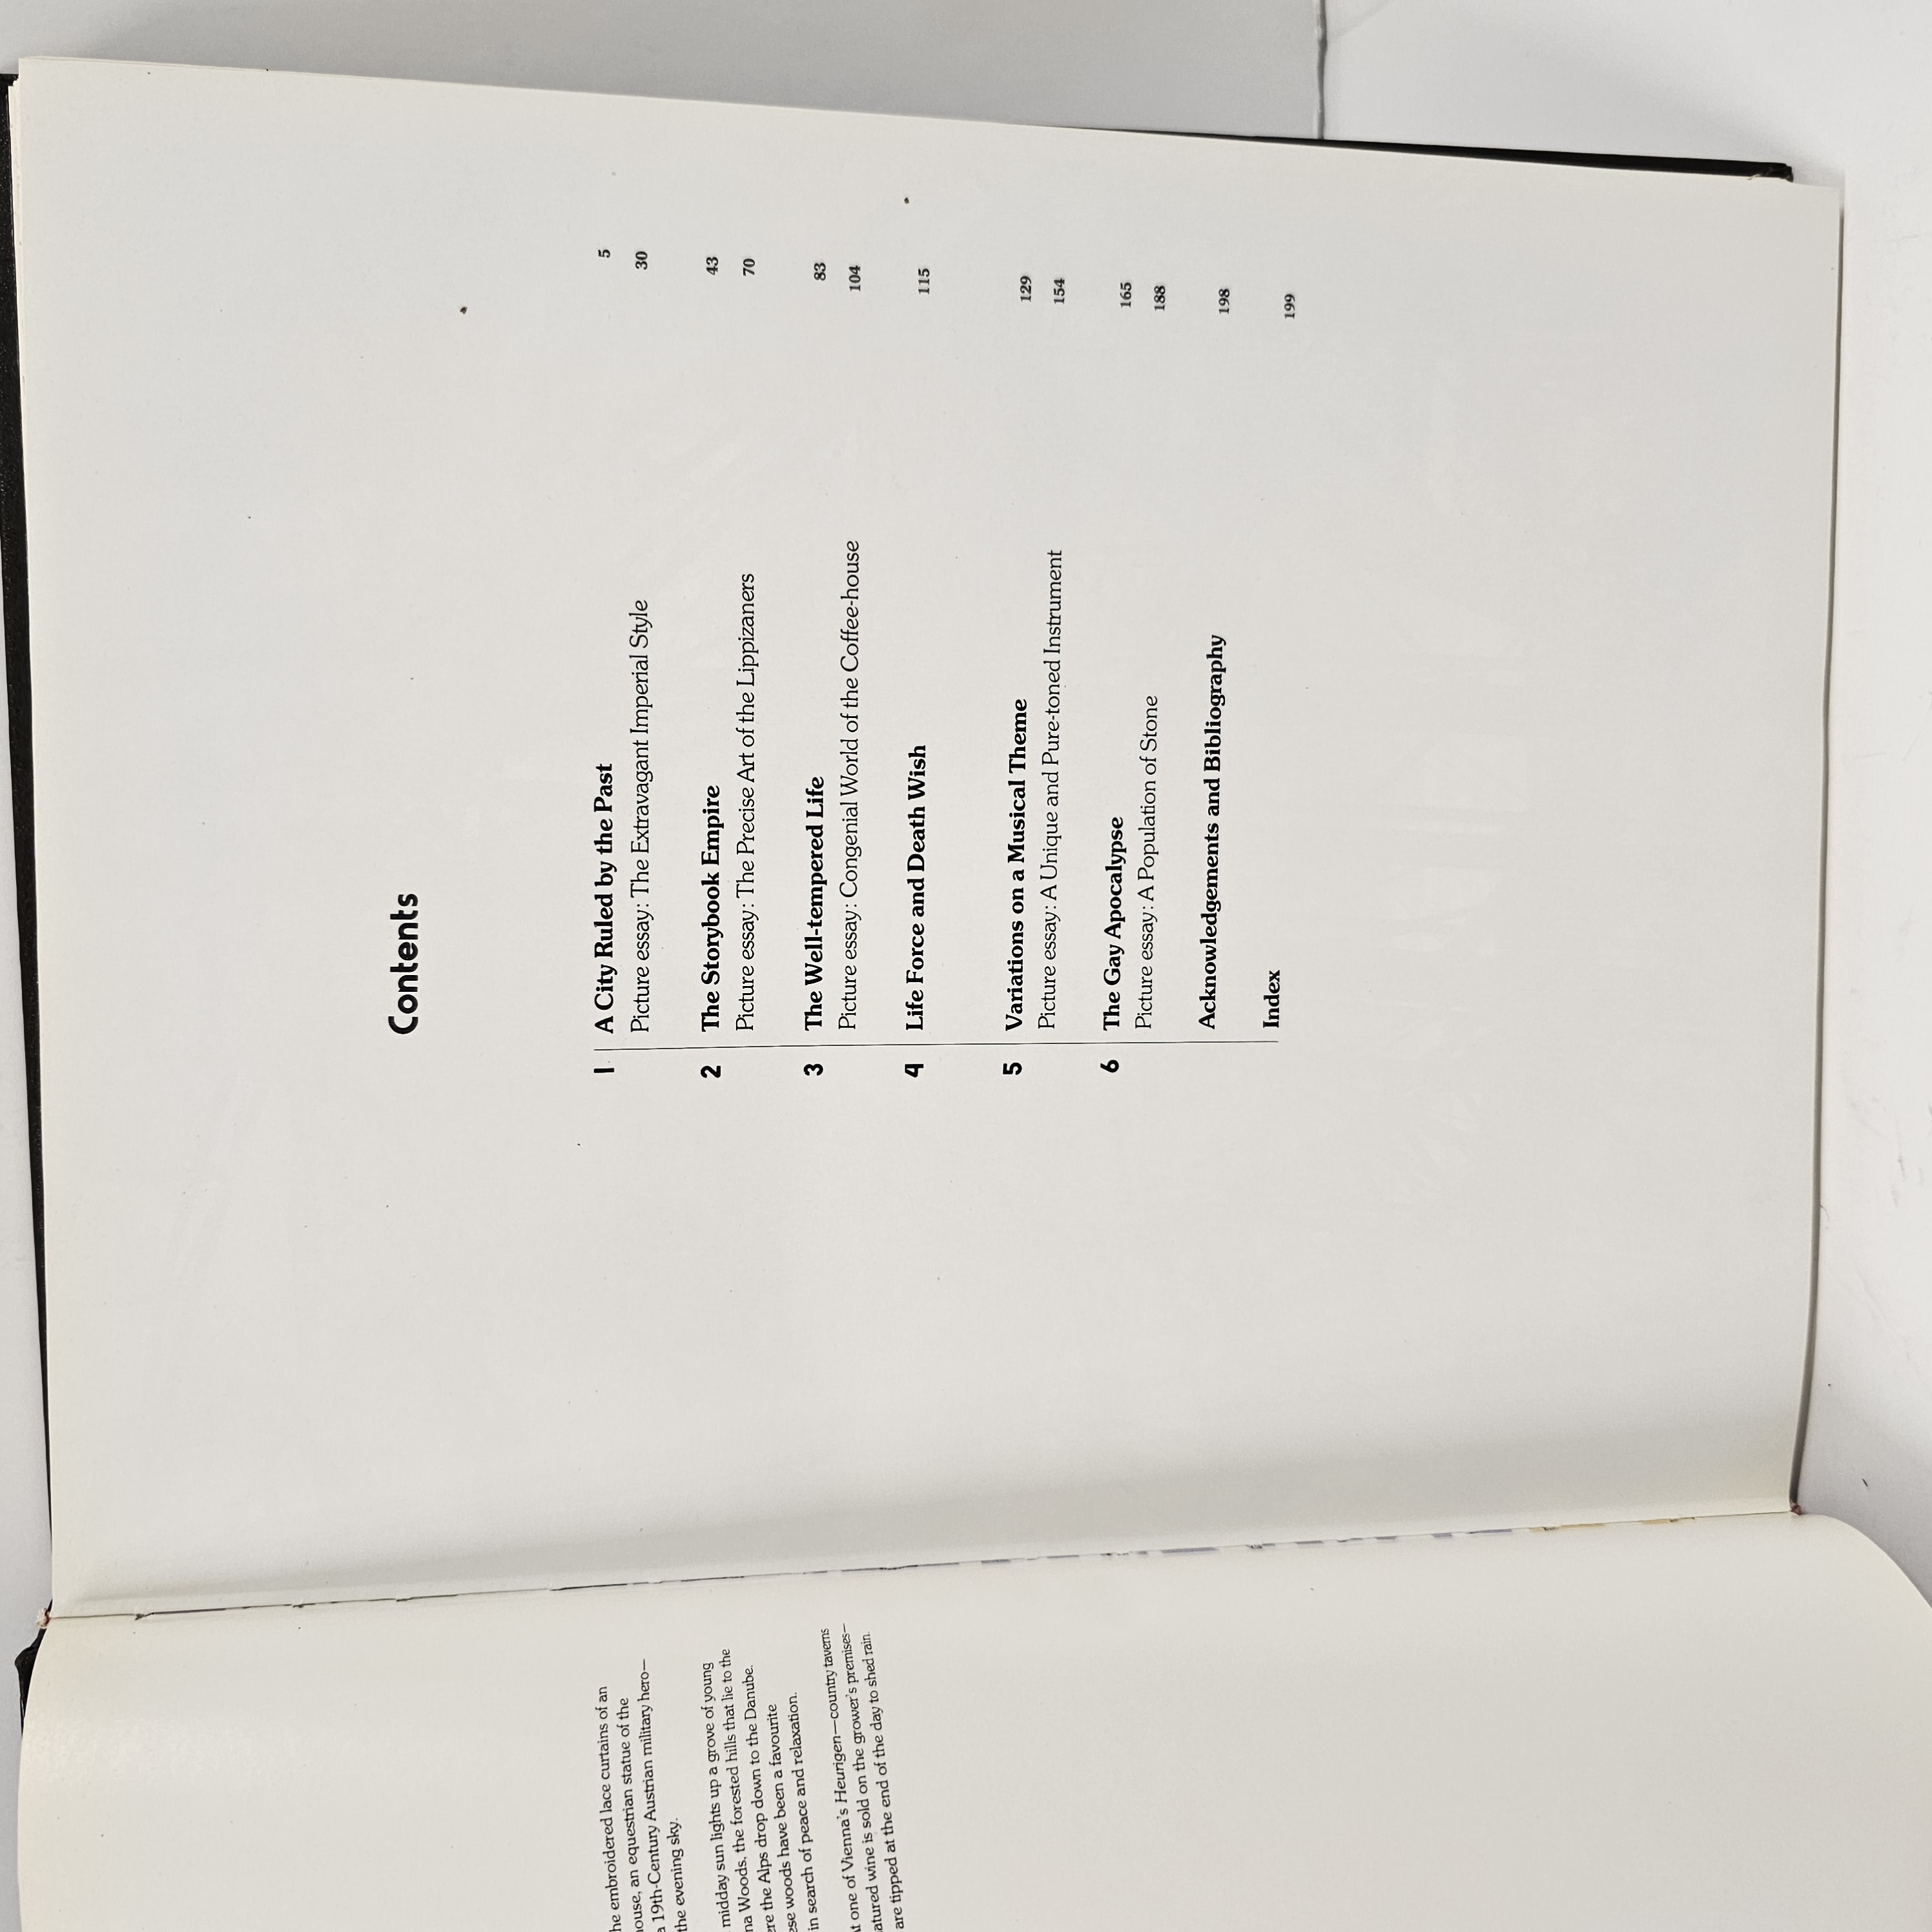 he embroidered lace curtains of an
ouse, an equestrian statue of the
a 19th-Century Austrian military hero—
the evening sky.
midday sun lights up a grove of young
na Woods, the forested hills that lie to the
ere the Alps drop down to the Danube.
ese woods have been a favourite
in search of peace and relaxation.
At one of Vienna's Heurigen—country taverns
atured wine is sold on the grower's premises—
are tipped at the end of the day to shed rain.
Contents
1 A City Ruled by the Past 5
Picture essay: The Extravagant Imperial Style 30
2 The Storybook Empire 43
Picture essay: The Precise Art of the Lippizaners 70
3 The Well-tempered Life 83
Picture essay: Congenial World of the Coffee-house 104
4 Life Force and Death Wish 115
5 Variations on a Musical Theme 129
Picture essay: A Unique and Pure-toned Instrument 154
6 The Gay Apocalypse 165
Picture essay: A Population of Stone 188
Acknowledgements and Bibliography 198
Index 199